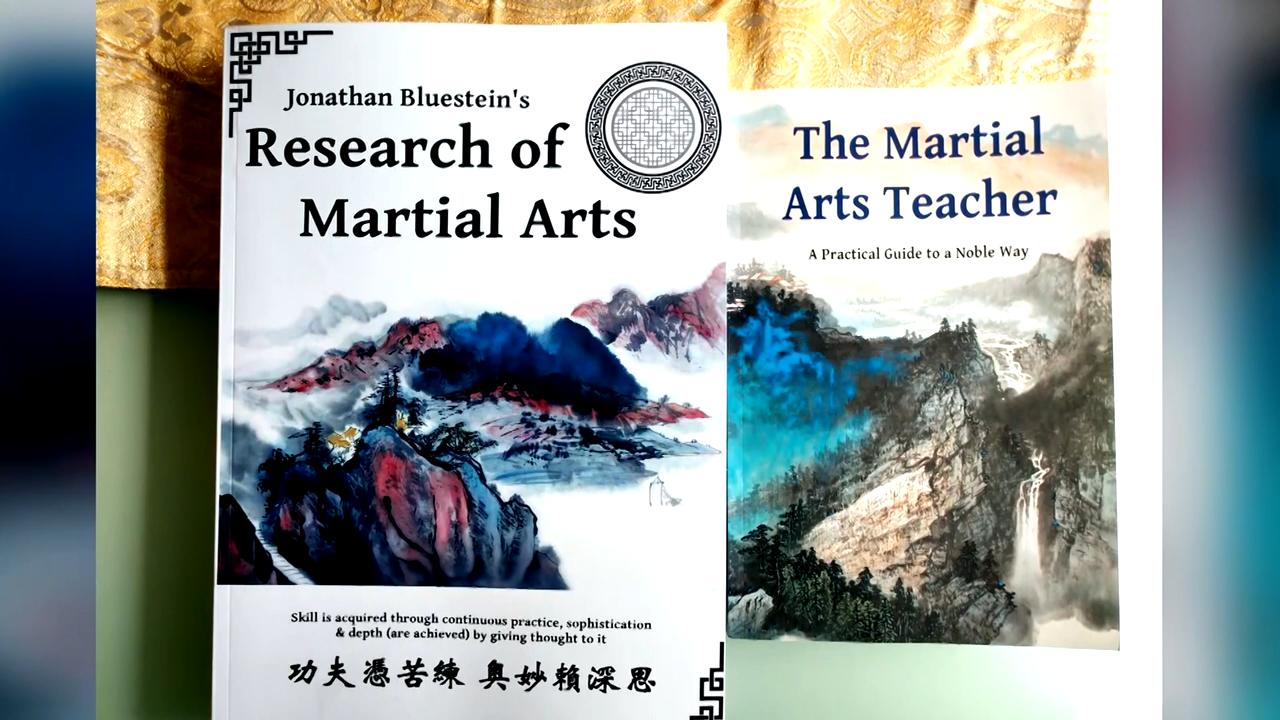 Jonathan Bluestein's
Research of
Martial Arts
Skill is acquired through continuous practice, sophistication
& depth (are achieved) by giving thought to it
功夫憑苦練 奧妙賴深思
The Martial
Arts Teacher
A Practical Guide to a Noble Way